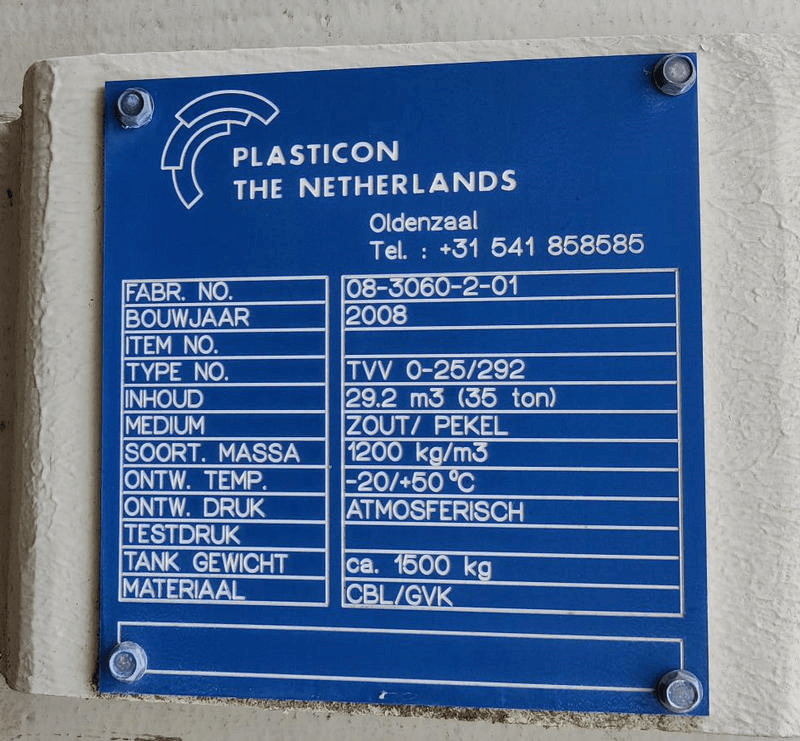 PLASTICON
THE NETHERLANDS
Oldenzaal
Tel. : +31 541 858585
FABR. NO. 08-3060-2-01
BOUWJAAR 2008
ITEM NO.
TYPE NO. TVV 0-25/292
INHOUD 29.2 m3 (35 ton)
MEDIUM ZOUT/ PEKEL
SOORT. MASSA 1200 kg/m3
ONTW. TEMP. -20/+50 °C
ONTW. DRUK ATMOSFERISCH
TESTDRUK
TANK GEWICHT ca. 1500 kg
MATERIAAL CBL/GVK